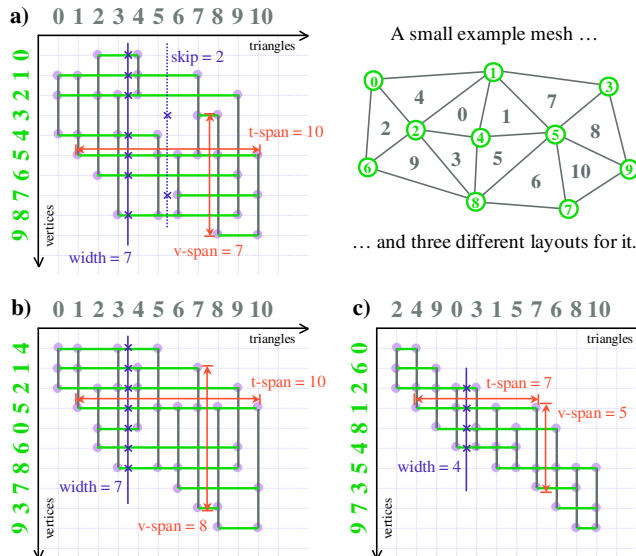 a)
0 1 2 3 4 5 6 7 8 9 10
triangles
9 8 7 6 5 4 3 2 1 0
vertices
skip = 2
t-span = 10
v-span = 7
width = 7
A small example mesh …
0 1 3
4 7
2 0 1 8
2 4 5
6 9 3 5 10 9
6
8 7
… and three different layouts for it.
b)
0 1 2 3 4 5 6 7 8 9 10
triangles
9 3 7 8 6 0 5 2 1 4
vertices
t-span = 10
width = 7
v-span = 8
c)
2 4 9 0 3 1 5 7 6 8 10
triangles
9 7 3 5 4 8 1 2 6 0
vertices
t-span = 7
v-span = 5
width = 4